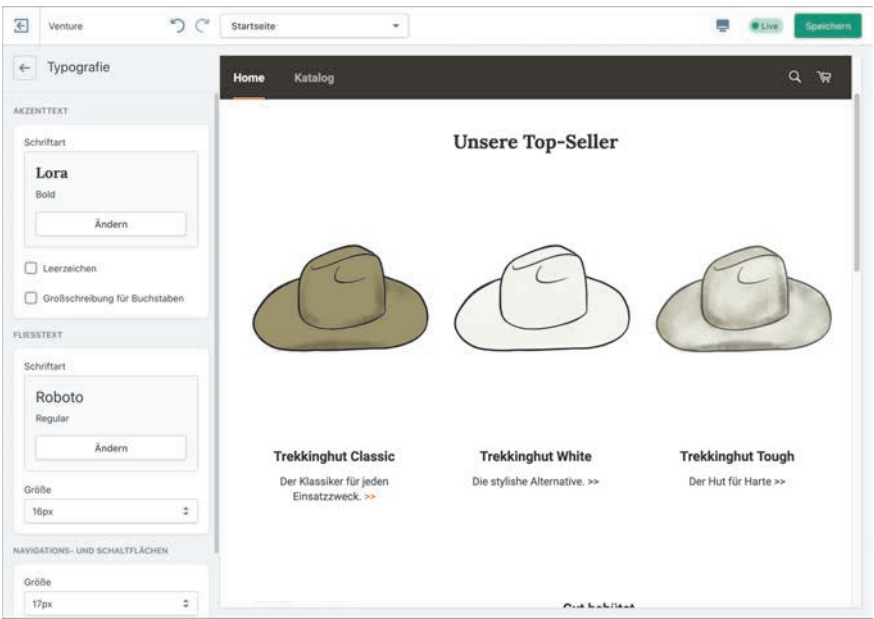 Venture
Startseite
Live
Speichern
Typografie
AKZENTTEXT
Schriftart
Lora
Bold
Ändern
Leerzeichen
Großschreibung für Buchstaben
FLIESSTEXT
Schriftart
Roboto
Regular
Ändern
Größe
16px
NAVIGATIONS- UND SCHALTFLÄCHEN
Größe
17px
Home Katalog
Unsere Top-Seller
Trekkinghut Classic
Der Klassiker für jeden
Einsatzzweck. >>
Trekkinghut White
Die stylishe Alternative. >>
Trekkinghut Tough
Der Hut für Harte >>
Gut behütet